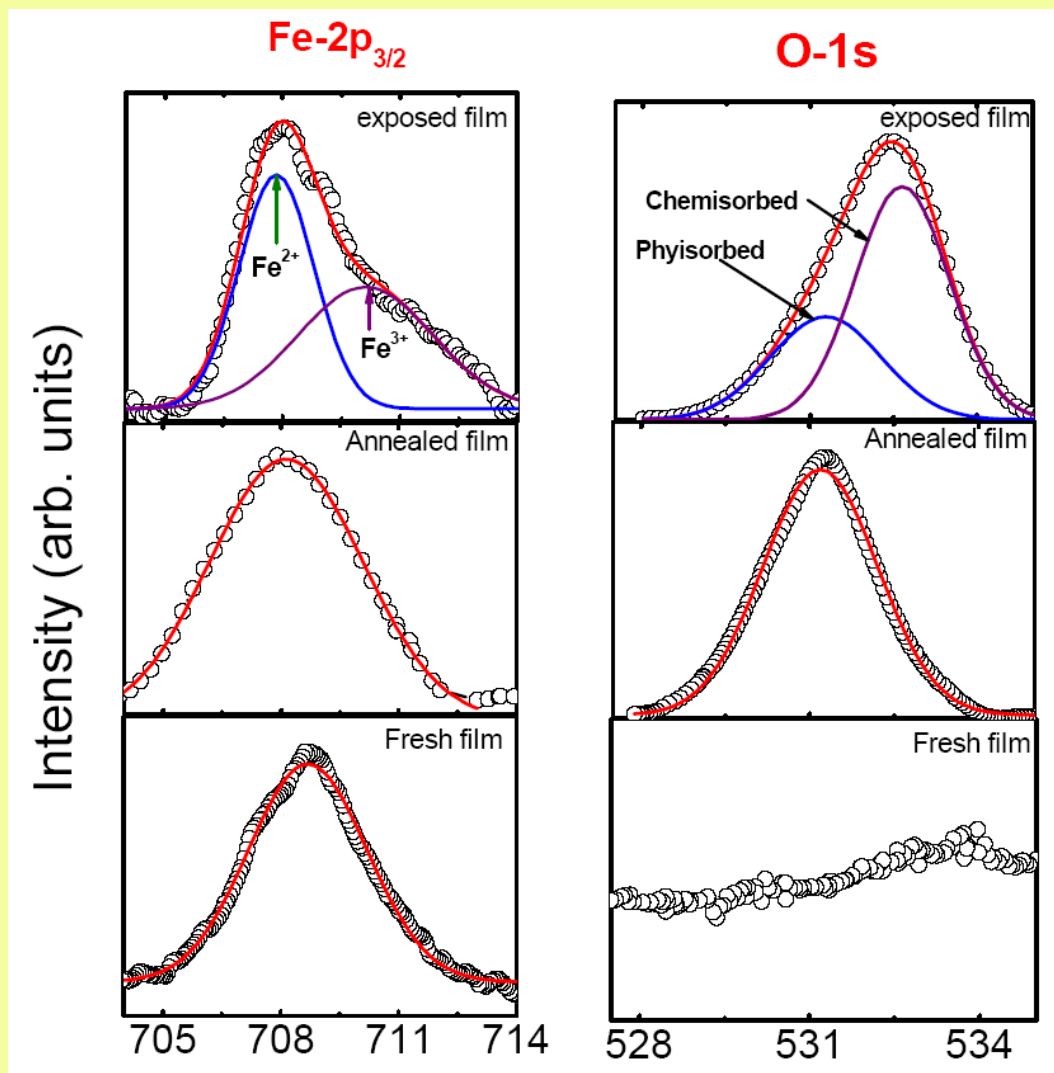 Fe-2p3/2
O-1s
Intensity (arb. units)
exposed film
Fe2+
Fe3+
Annealed film
Fresh film
705 708 711 714
exposed film
Chemisorbed
Phyisorbed
Annealed film
Fresh film
528 531 534